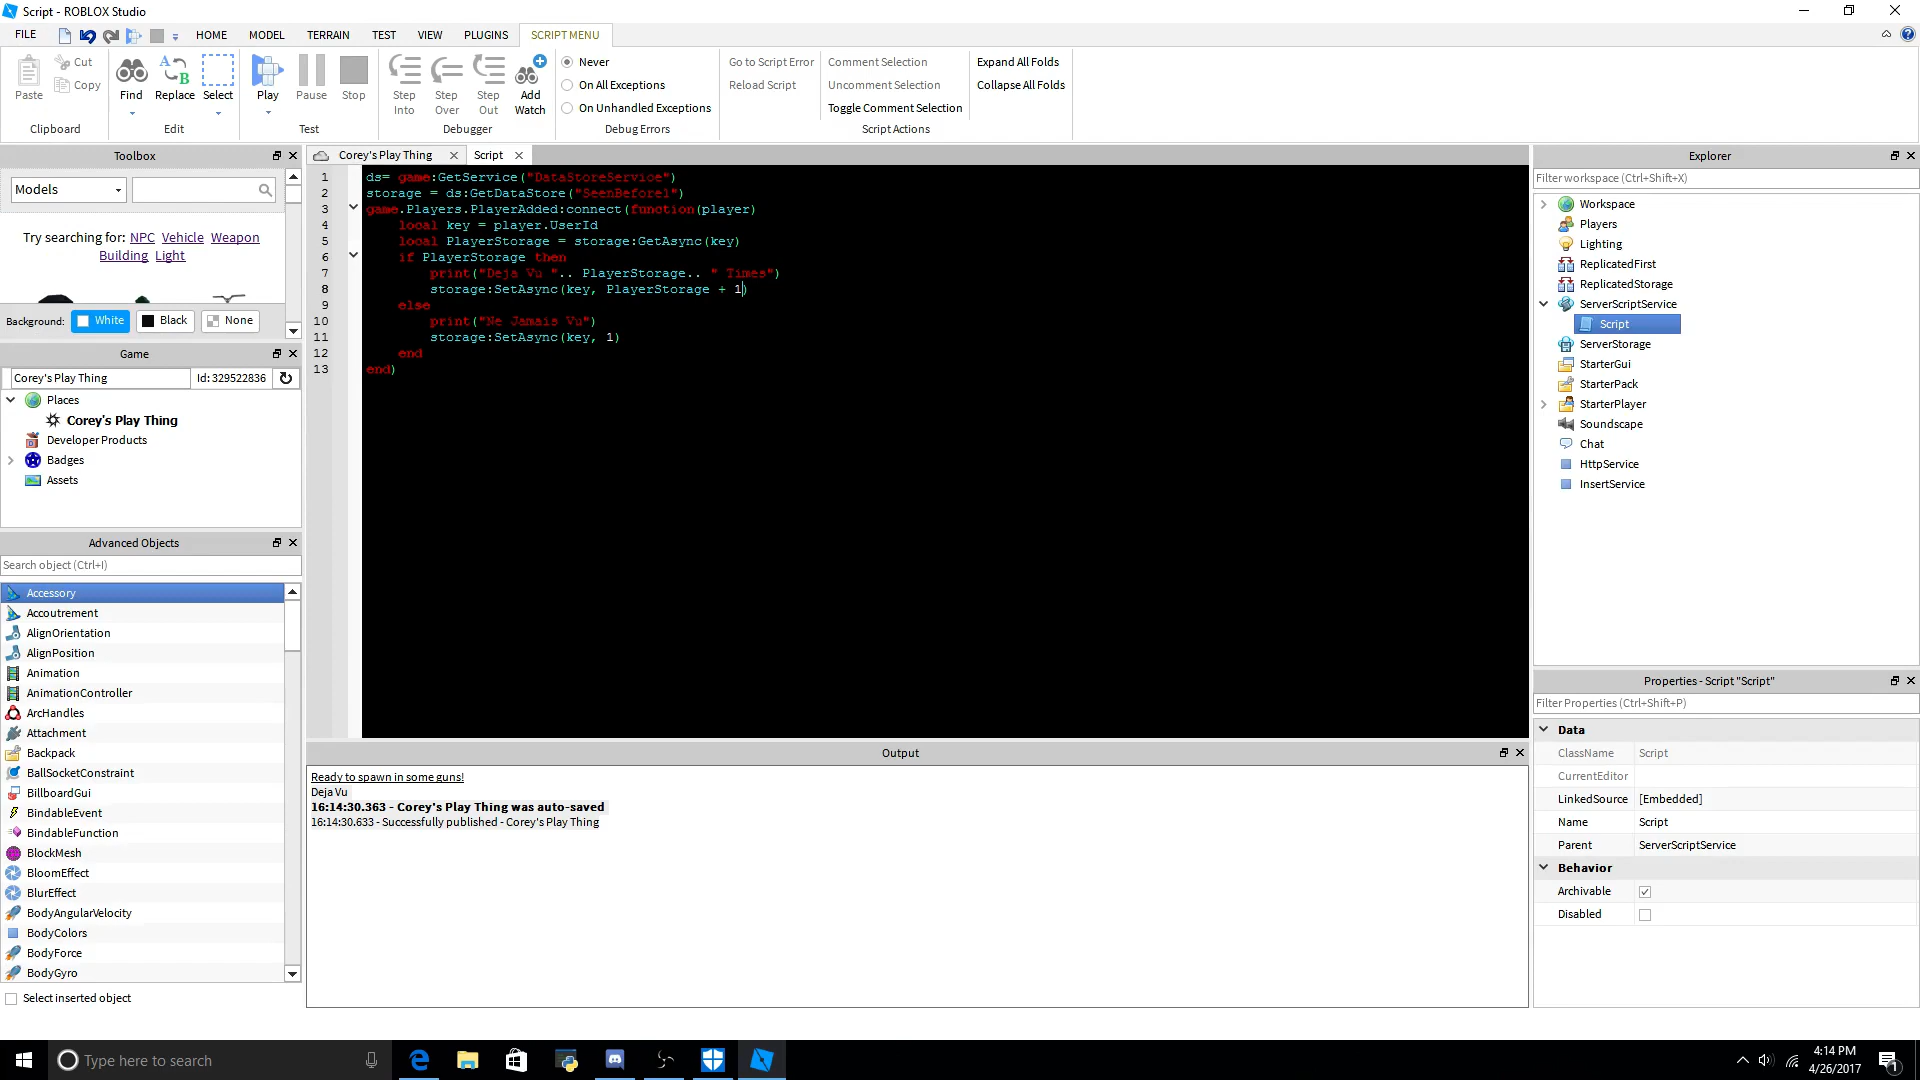 Script - ROBLOX Studio
FILE HOME MODEL TERRAIN TEST VIEW PLUGINS SCRIPT MENU
Paste
Cut
Copy
Clipboard
Find Replace Select
Edit
Play Pause Stop
Test
Step Into
Step Over
Step Out
Add Watch
Debugger
Never
On All Exceptions
On Unhandled Exceptions
Debug Errors
Go to Script Error
Reload Script
Comment Selection
Uncomment Selection
Toggle Comment Selection
Script Actions
Expand All Folds
Collapse All Folds
Toolbox
Models
Try searching for: NPC Vehicle Weapon
Building Light
Background: White Black None
Game
Corey's Play Thing Id: 329522836
Places
Corey's Play Thing
Developer Products
Badges
Assets
Advanced Objects
Search object (Ctrl+I)
Accessory
Accoutrement
AlignOrientation
AlignPosition
Animation
AnimationController
ArcHandles
Attachment
Backpack
BallSocketConstraint
BillboardGui
BindableEvent
BindableFunction
BlockMesh
BloomEffect
BlurEffect
BodyAngularVelocity
BodyColors
BodyForce
BodyGyro
Select inserted object
Corey's Play Thing Script
1 ds= game:GetService("DataStoreService")
2 storage = ds:GetDataStore("SeenBefore1")
3 game.Players.PlayerAdded:connect(function(player)
4 local key = player.UserId
5 local PlayerStorage = storage:GetAsync(key)
6 if PlayerStorage then
7 print("Deja Vu ".. PlayerStorage.. " Times")
8 storage:SetAsync(key, PlayerStorage + 1)
9 else
10 print("Ne Jamais Vu")
11 storage:SetAsync(key, 1)
12 end
13 end)
Output
Ready to spawn in some guns!
Deja Vu
16:14:30.363 - Corey's Play Thing was auto-saved
16:14:30.633 - Successfully published - Corey's Play Thing
Explorer
Filter workspace (Ctrl+Shift+X)
Workspace
Players
Lighting
ReplicatedFirst
ReplicatedStorage
ServerScriptService
Script
ServerStorage
StarterGui
StarterPack
StarterPlayer
Soundscape
Chat
HttpService
InsertService
Properties - Script "Script"
Filter Properties (Ctrl+Shift+P)
Data
ClassName Script
CurrentEditor
LinkedSource [Embedded]
Name Script
Parent ServerScriptService
Behavior
Archivable
Disabled
Type here to search
4:14 PM
4/26/2017
1